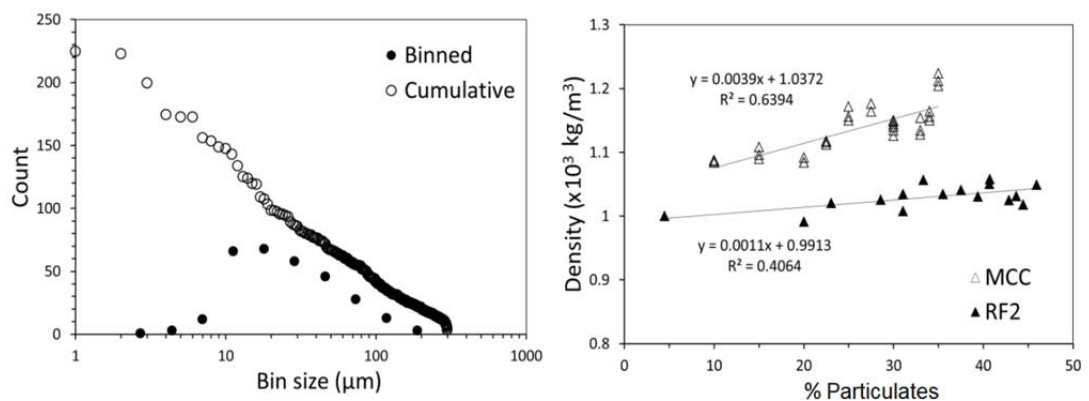 250
200
150
100
50
0
Count
Binned
Cumulative
1
10
100
1000
Bin size (μm)
1.3
1.2
1.1
1
0.9
0.8
Density (x10³ kg/m³)
y = 0.0039x + 1.0372
R² = 0.6394
y = 0.0011x + 0.9913
R² = 0.4064
MCC
RF2
0
10
20
30
40
50
% Particulates